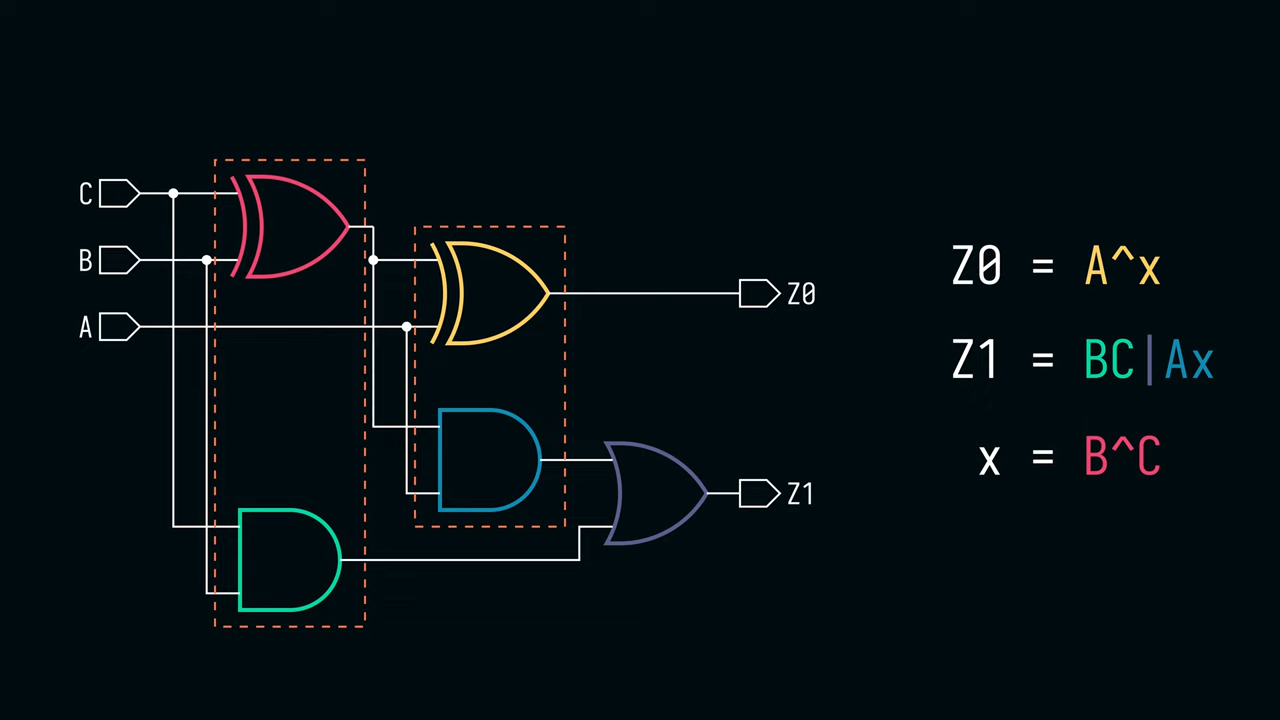 C
B
A
Z0
Z1
Z0 = A^x
Z1 = BC|Ax
x = B^C